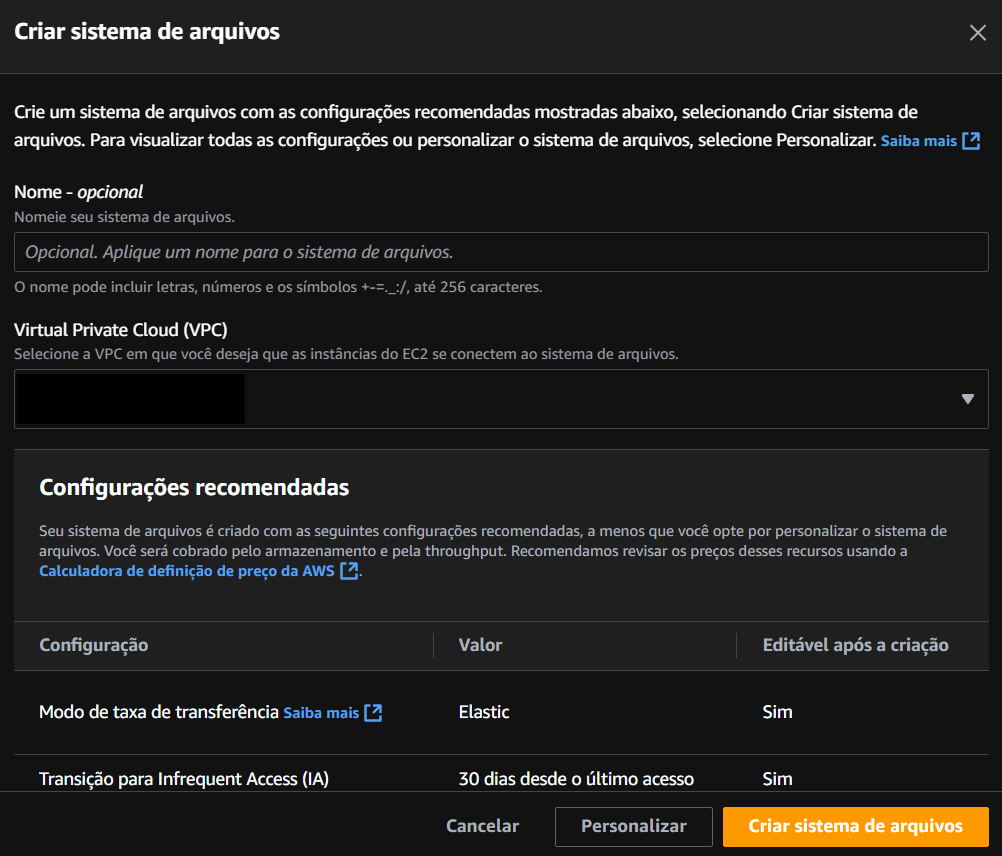 Criar sistema de arquivos
Crie um sistema de arquivos com as configurações recomendadas mostradas abaixo, selecionando Criar sistema de
arquivos. Para visualizar todas as configurações ou personalizar o sistema de arquivos, selecione Personalizar. Saiba mais
Nome - opcional
Nomeie seu sistema de arquivos.
Opcional. Aplique um nome para o sistema de arquivos.
O nome pode incluir letras, números e os símbolos +-=._:/, até 256 caracteres.
Virtual Private Cloud (VPC)
Selecione a VPC em que você deseja que as instâncias do EC2 se conectem ao sistema de arquivos.
Configurações recomendadas
Seu sistema de arquivos é criado com as seguintes configurações recomendadas, a menos que você opte por personalizar o sistema de
arquivos. Você será cobrado pelo armazenamento e pela throughput. Recomendamos revisar os preços desses recursos usando a
Calculadora de definição de preço da AWS.
Configuração Valor Editável após a criação
Modo de taxa de transferência Saiba mais Elastic Sim
Transição para Infrequent Access (IA) 30 dias desde o último acesso Sim
Cancelar Personalizar Criar sistema de arquivos